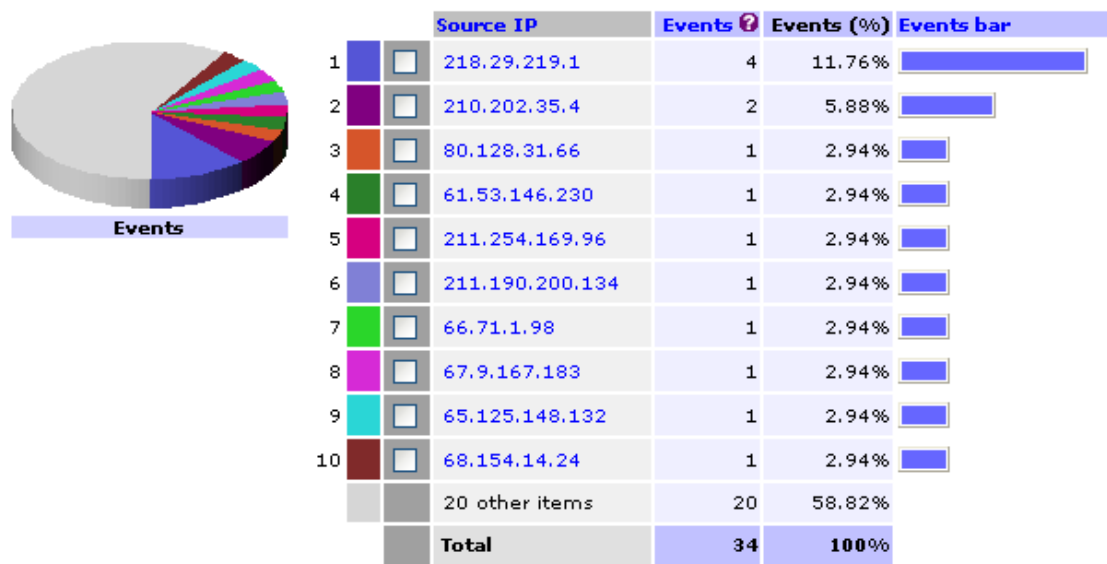 Source IP Events ? Events (%) Events bar
1 218.29.219.1 4 11.76%
2 210.202.35.4 2 5.88%
3 80.128.31.66 1 2.94%
4 61.53.146.230 1 2.94%
5 211.254.169.96 1 2.94%
6 211.190.200.134 1 2.94%
7 66.71.1.98 1 2.94%
8 67.9.167.183 1 2.94%
9 65.125.148.132 1 2.94%
10 68.154.14.24 1 2.94%
20 other items 20 58.82%
Total 34 100%
Events